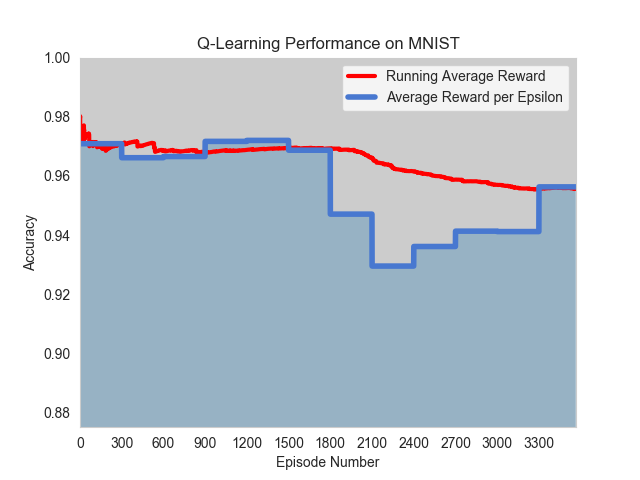 Q-Learning Performance on MNIST
1.00
0.98
0.96
0.94
0.92
0.90
0.88
Accuracy
Running Average Reward
Average Reward per Epsilon
0 300 600 900 1200 1500 1800 2100 2400 2700 3000 3300
Episode Number